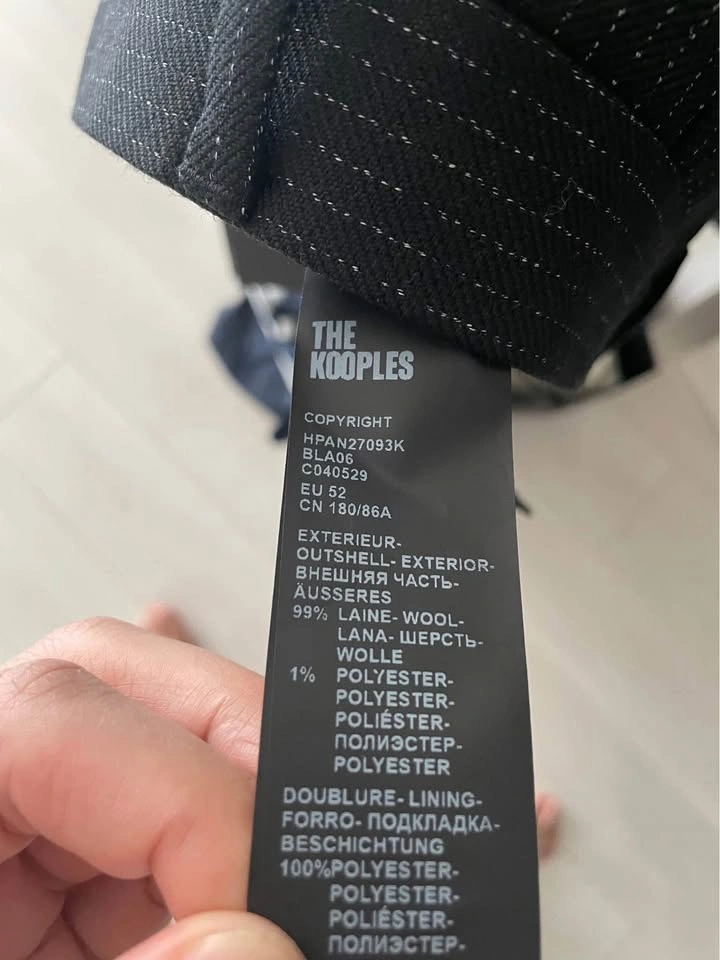 THE
KOOPLES
COPYRIGHT
HPAN27093K
BLA06
C040529
EU 52
CN 180/86A
EXTERIEUR-
OUTSHELL- EXTERIOR-
ВНЕШНЯЯ ЧАСТЬ-
ÄUSSERES
99% LAINE- WOOL-
LANA- ШЕРСТЬ-
WOLLE
1% POLYESTER-
POLYESTER-
POLIÉSTER-
ПОЛИЭСТЕР-
POLYESTER
DOUBLURE- LINING-
FORRO- ПОДКЛАДКА-
BESCHICHTUNG
100%POLYESTER-
POLYESTER-
POLIÉSTER-
ПОЛИЭСТЕР-